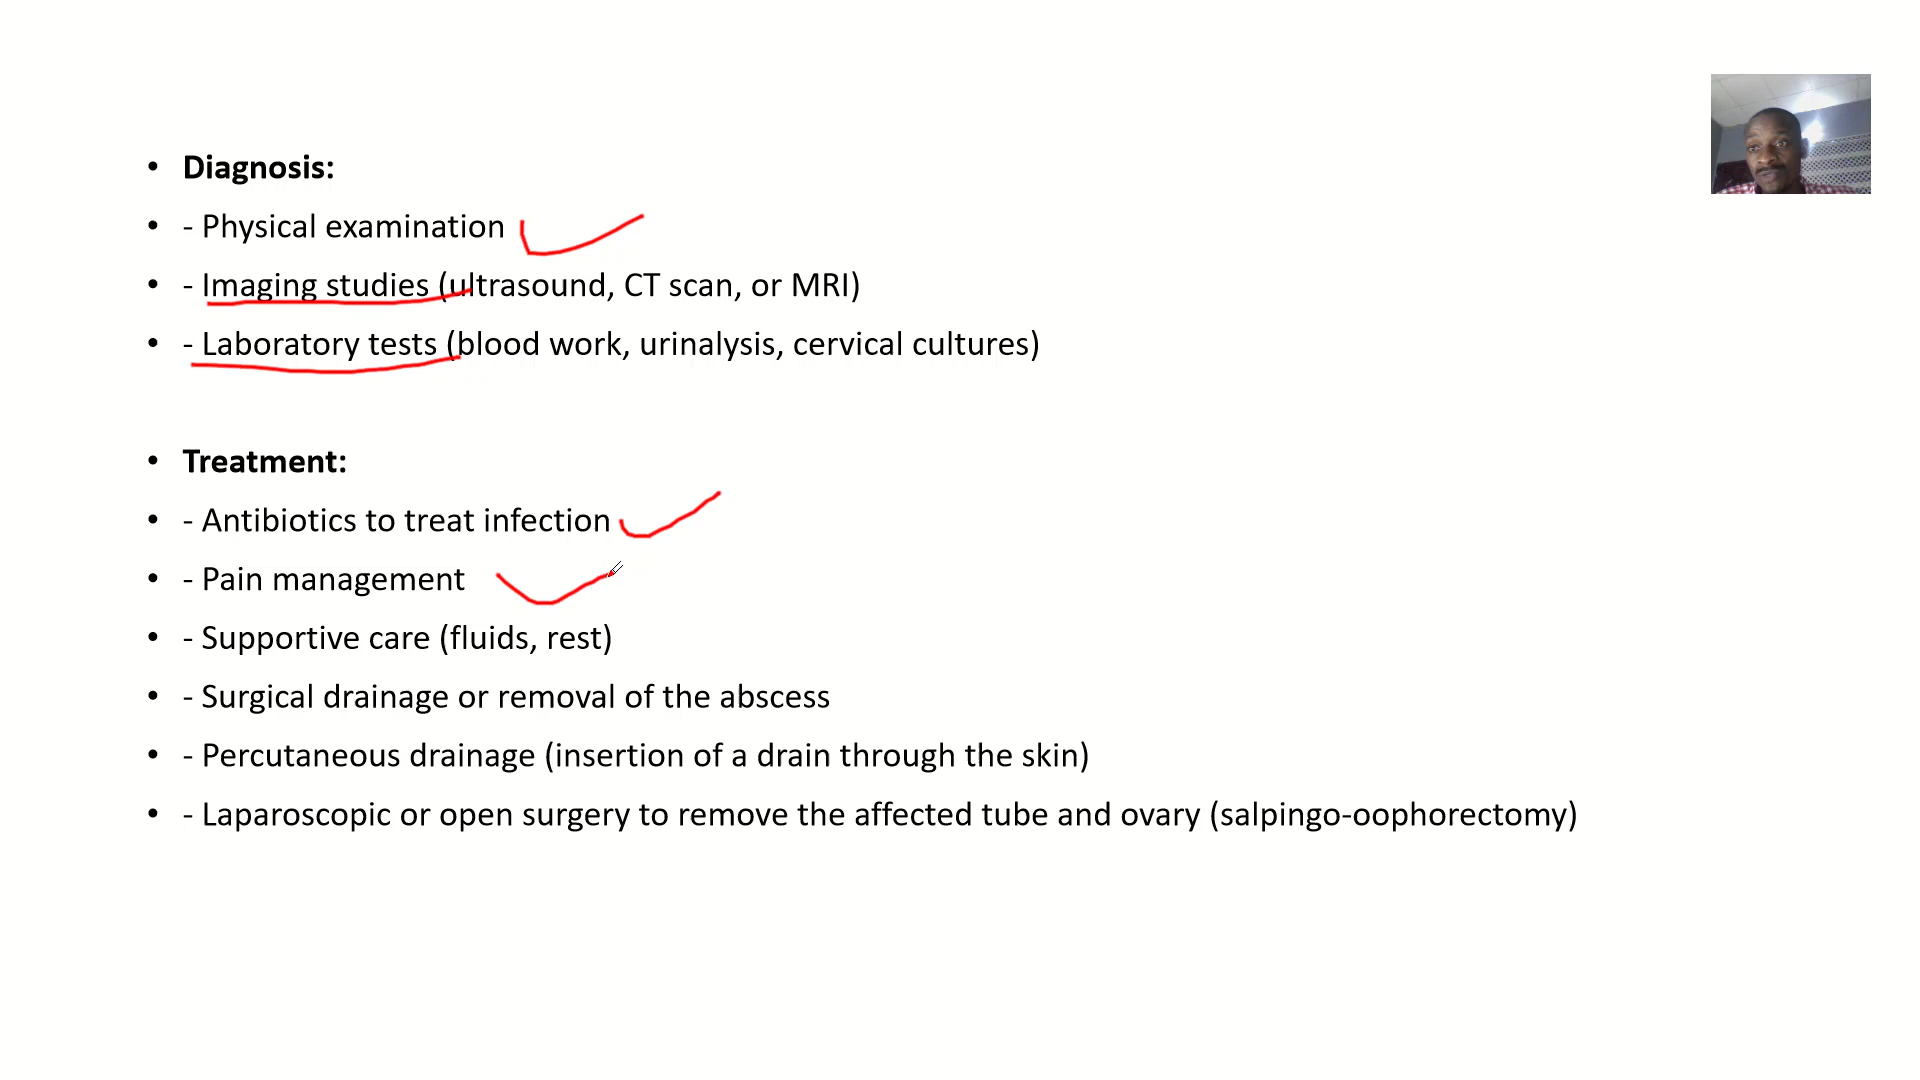 • Diagnosis:
• - Physical examination
• - Imaging studies (ultrasound, CT scan, or MRI)
• - Laboratory tests (blood work, urinalysis, cervical cultures)
• Treatment:
• - Antibiotics to treat infection
• - Pain management
• - Supportive care (fluids, rest)
• - Surgical drainage or removal of the abscess
• - Percutaneous drainage (insertion of a drain through the skin)
• - Laparoscopic or open surgery to remove the affected tube and ovary (salpingo-oophorectomy)